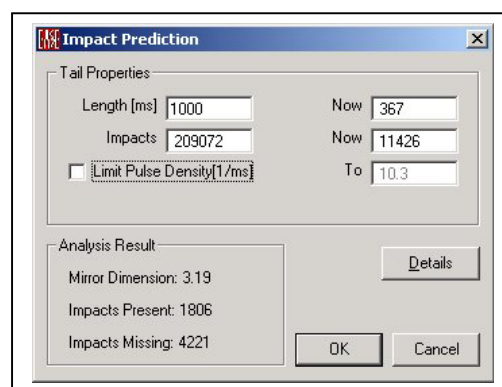 EASE Impact Prediction
Tail Properties
Length [ms] 1000 Now 367
Impacts 209072 Now 11426
Limit Pulse Density[1/ms] To 10.3
Analysis Result
Mirror Dimension: 3.19
Details
Impacts Present: 1806
Impacts Missing: 4221
OK Cancel